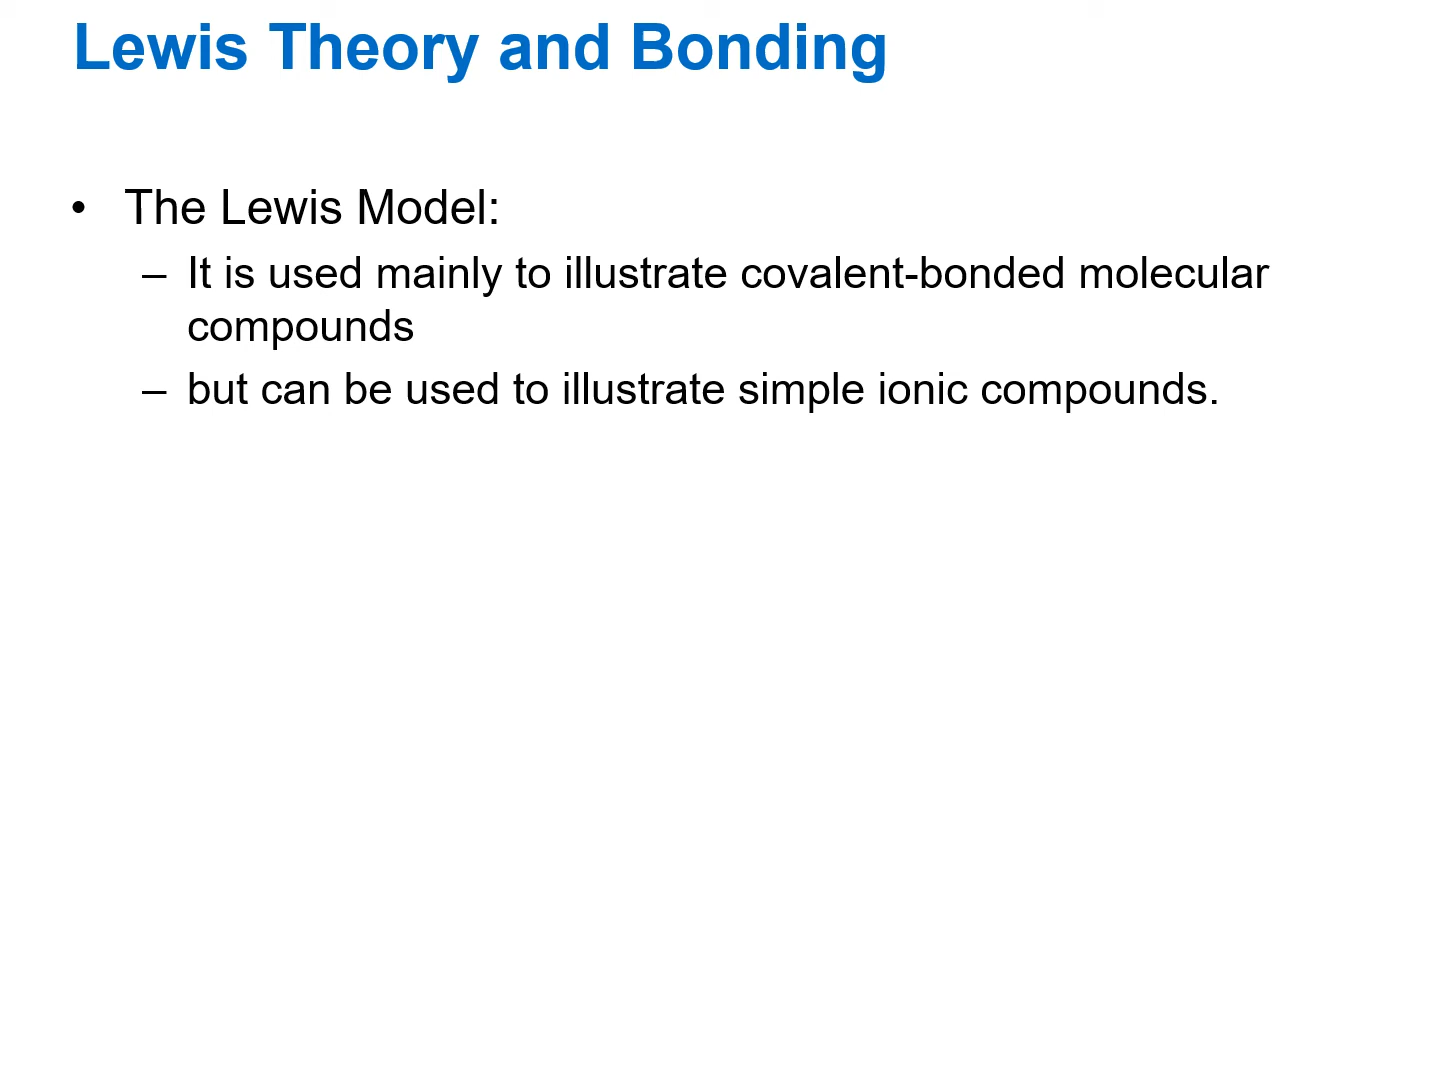 Lewis Theory and Bonding
• The Lewis Model:
– It is used mainly to illustrate covalent-bonded molecular
compounds
– but can be used to illustrate simple ionic compounds.